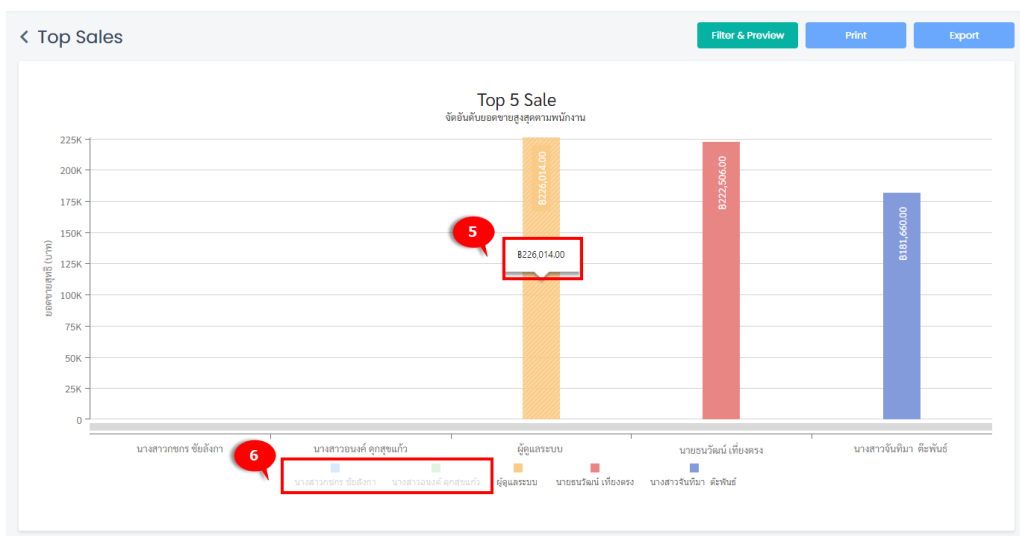 Top Sales
Filter & Preview
Print
Export
Top 5 Sale
จัดอันดับยอดขายสูงสุดตามพนักงาน
ยอดขายสุทธิ (บาท)
225K
200K
175K
150K
125K
100K
75K
50K
25K
0
฿226,014.00
฿222,506.00
฿181,660.00
5
฿226,014.00
นางสาวกชกร ชัยลังกา
นางสาวอนงค์ ดุกสุขแก้ว
ผู้ดูแลระบบ
นายธนวัฒน์ เที่ยงตรง
นางสาวจันทิมา ต๊ะพันธ์
6
นางสาวกชกร ชัยลังกา นางสาวอนงค์ ดุกสุขแก้ว ผู้ดูแลระบบ นายธนวัฒน์ เที่ยงตรง นางสาวจันทิมา ต๊ะพันธ์